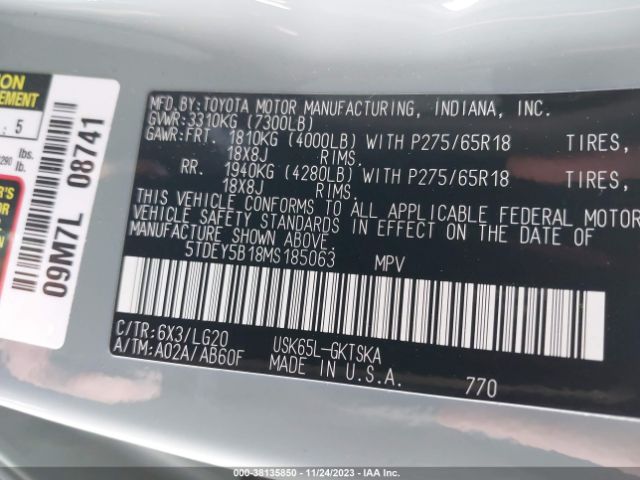 MFD.BY:TOYOTA MOTOR MANUFACTURING, INDIANA, INC.
GVWR:3310KG (7300LB)
GAWR:FRT. 1810KG (4000LB) WITH P275/65R18 TIRES,
18X8J RIMS.
RR. 1940KG (4280LB) WITH P275/65R18 TIRES,
18X8J RIMS.
THIS VEHICLE CONFORMS TO ALL APPLICABLE FEDERAL MOTOR
VEHICLE SAFETY STANDARDS IN EFFECT ON THE DATE OF
MANUFACTURE SHOWN ABOVE.
5TDEY5B18MS185063 MPV
C/TR:6X3/LG20 USK65L-GKTSKA
A/TM:A02A/AB60F MADE IN U.S.A. 770
: 5
lbs.
lbs.
09M7L 08741
000-38135850 - 11/24/2023 - IAA Inc.